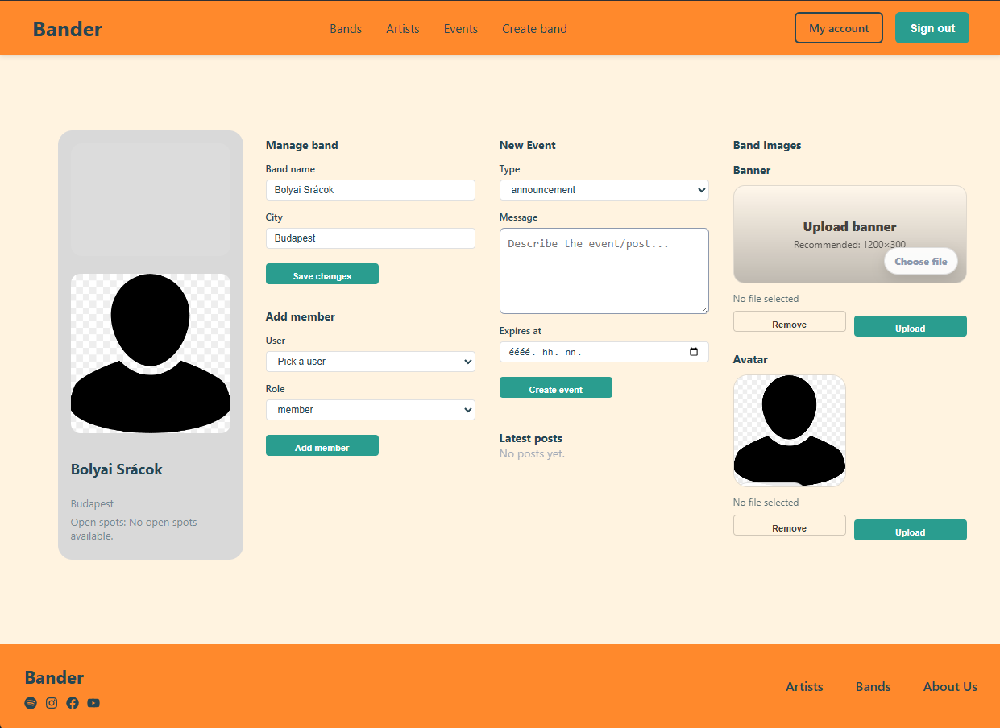 Bander
Bands
Artists
Events
Create band
My account
Sign out
Bolyai Srácok
Budapest
Open spots: No open spots
available.
Manage band
Band name
Bolyai Srácok
City
Budapest
Save changes
Add member
User
Pick a user
Role
member
Add member
New Event
Type
announcement
Message
Describe the event/post...
Expires at
éééé. hh. nn.
Create event
Latest posts
No posts yet.
Band Images
Banner
Upload banner
Recommended: 1200×300
Choose file
No file selected
Remove
Upload
Avatar
No file selected
Remove
Upload
Bander
Artists
Bands
About Us